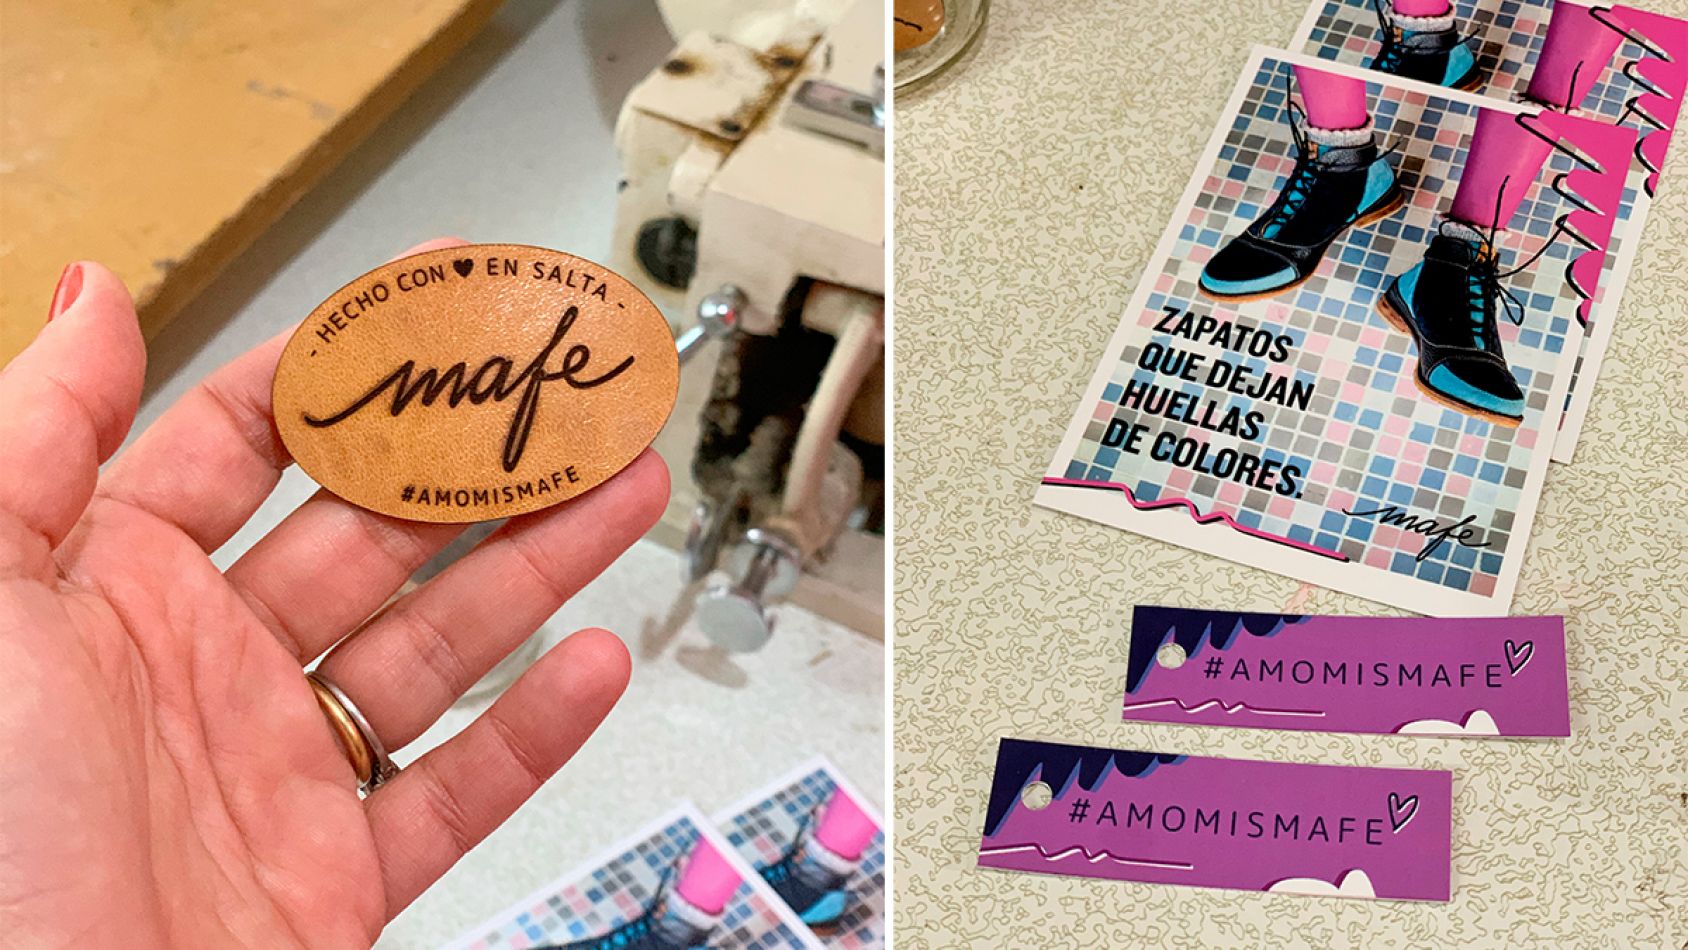 - HECHO CON ♥ EN SALTA -
mafe
#AMOMISMAFE
ZAPATOS
QUE DEJAN
HUELLAS
DE COLORES.
mafe
#AMOMISMAFE
#AMOMISMAFE